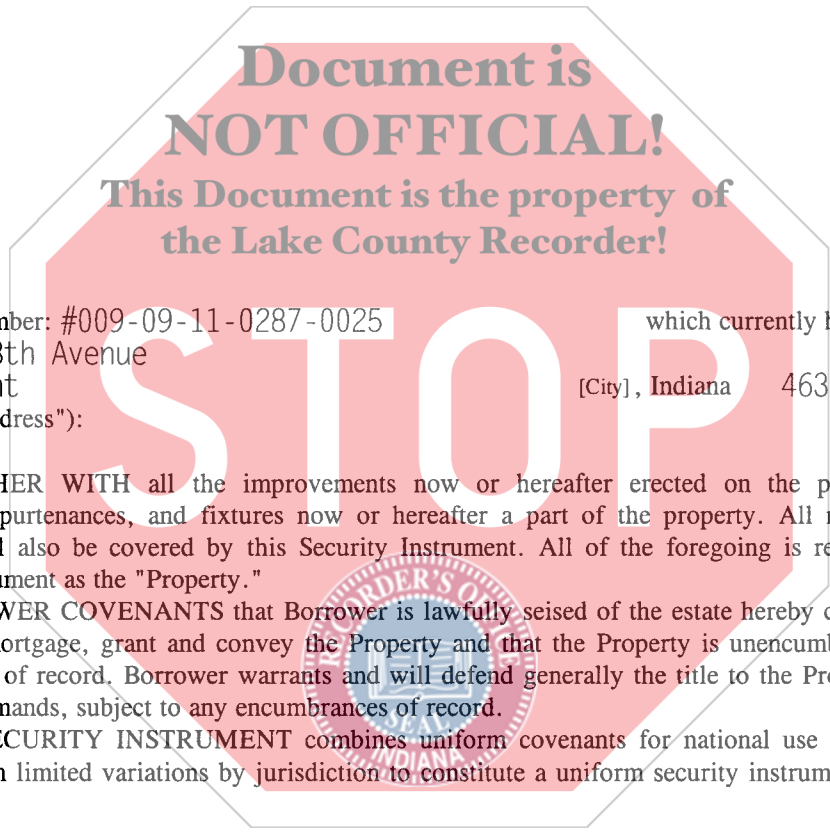 Document is
NOT OFFICIAL!
This Document is the property of
the Lake County Recorder!
STOP
mber: #009-09-11-0287-0025 which currently h
8th Avenue
nt [City], Indiana 463
dress"):
HER WITH all the improvements now or hereafter erected on the p
purtenances, and fixtures now or hereafter a part of the property. All r
l also be covered by this Security Instrument. All of the foregoing is re
ument as the "Property."
WER COVENANTS that Borrower is lawfully seised of the estate hereby c
ortgage, grant and convey the Property and that the Property is unencumb
of record. Borrower warrants and will defend generally the title to the Pro
mands, subject to any encumbrances of record.
ECURITY INSTRUMENT combines uniform covenants for national use
n limited variations by jurisdiction to constitute a uniform security instrum
RECORDER'S OFFICE
SEAL
INDIANA